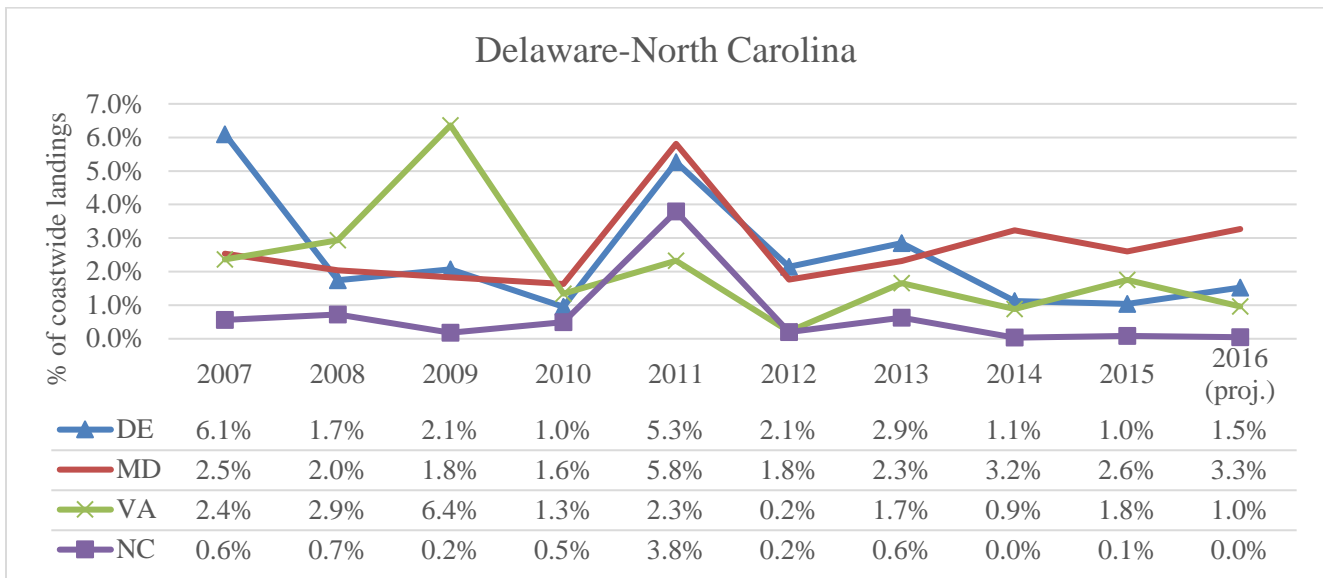 Delaware-North Carolina
% of coastwide landings
7.0%
6.0%
5.0%
4.0%
3.0%
2.0%
1.0%
0.0%
2007 2008 2009 2010 2011 2012 2013 2014 2015 2016 (proj.)
DE 6.1% 1.7% 2.1% 1.0% 5.3% 2.1% 2.9% 1.1% 1.0% 1.5%
MD 2.5% 2.0% 1.8% 1.6% 5.8% 1.8% 2.3% 3.2% 2.6% 3.3%
VA 2.4% 2.9% 6.4% 1.3% 2.3% 0.2% 1.7% 0.9% 1.8% 1.0%
NC 0.6% 0.7% 0.2% 0.5% 3.8% 0.2% 0.6% 0.0% 0.1% 0.0%